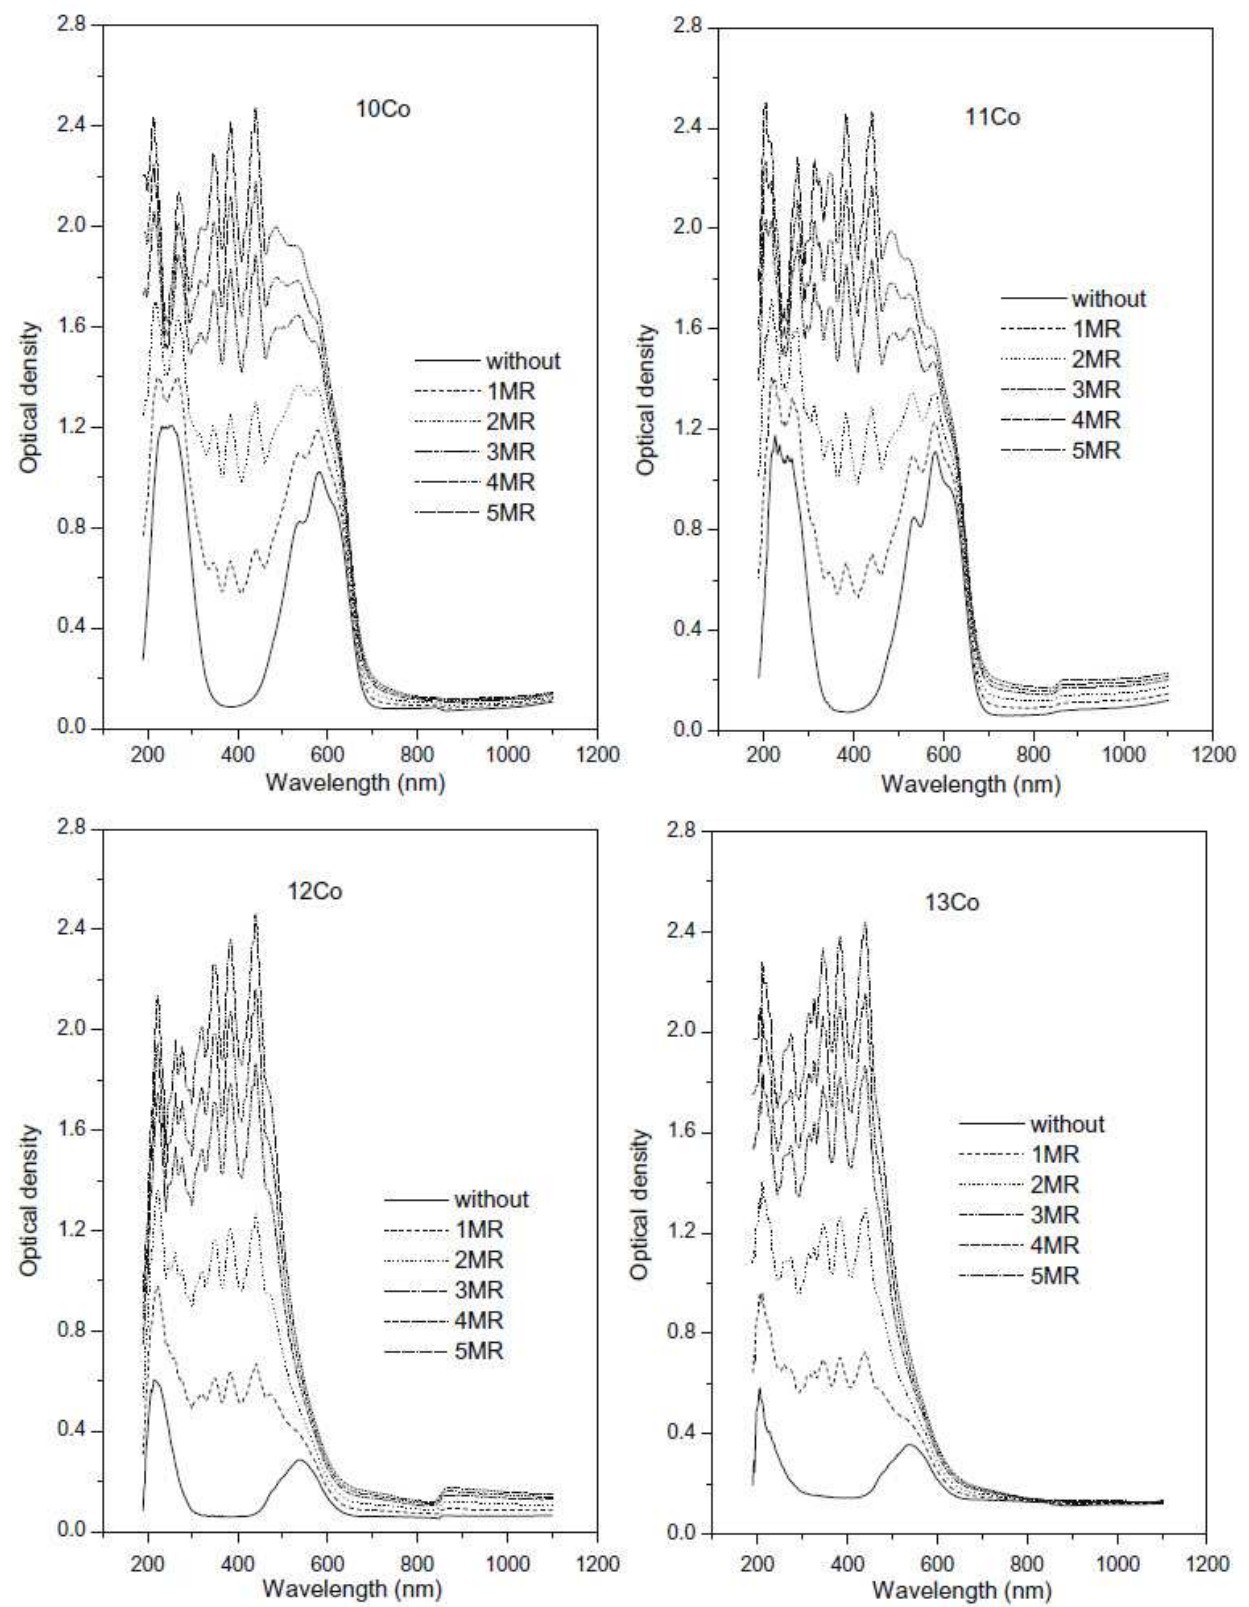 2.8
2.4
2.0
1.6
1.2
0.8
0.4
0.0
Optical density
10Co
without
1MR
2MR
3MR
4MR
5MR
200 400 600 800 1000 1200
Wavelength (nm)
2.8
2.4
2.0
1.6
1.2
0.8
0.4
0.0
Optical density
11Co
without
1MR
2MR
3MR
4MR
5MR
200 400 600 800 1000 1200
Wavelength (nm)
2.8
2.4
2.0
1.6
1.2
0.8
0.4
0.0
Optical density
12Co
without
1MR
2MR
3MR
4MR
5MR
200 400 600 800 1000 1200
Wavelength (nm)
2.8
2.4
2.0
1.6
1.2
0.8
0.4
0.0
Optical density
13Co
without
1MR
2MR
3MR
4MR
5MR
200 400 600 800 1000 1200
Wavelength (nm)